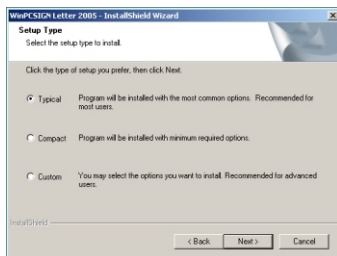 WinPCSIGN Letter 2005 - InstallShield Wizard
Setup Type
Select the setup type to install.
Click the type of setup you prefer, then click Next.
Typical
Program will be installed with the most common options. Recommended for
most users.
Compact
Program will be installed with minimum required options.
Custom
You may select the options you want to install. Recommended for advanced
users.
InstallShield
< Back
Next >
Cancel